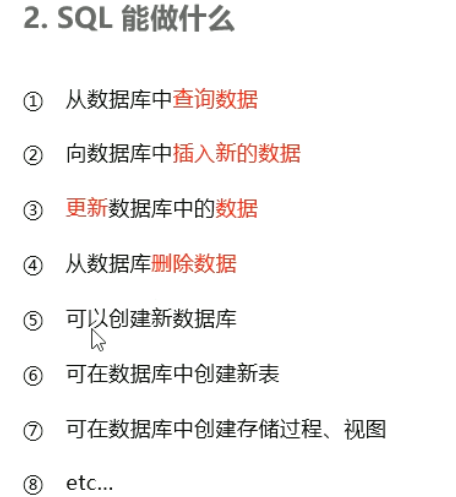 2. SQL 能做什么
① 从数据库中查询数据
② 向数据库中插入新的数据
③ 更新数据库中的数据
④ 从数据库删除数据
⑤ 可以创建新数据库
⑥ 可在数据库中创建新表
⑦ 可在数据库中创建存储过程、视图
⑧ etc...